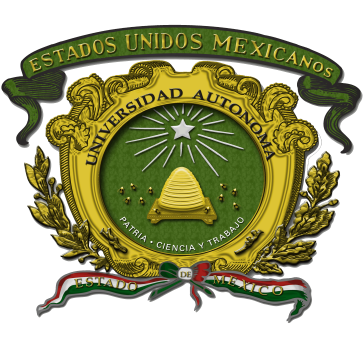 ESTADOS UNIDOS MEXICANOS
UNIVERSIDAD AUTONOMA
PATRIA • CIENCIA Y TRABAJO
DE
ESTADO MEXICO